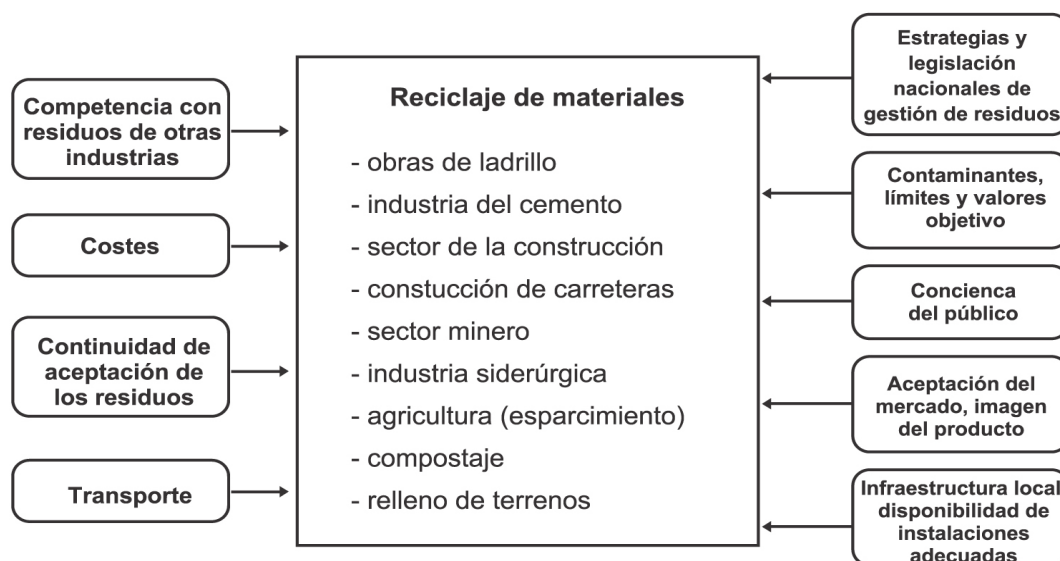 Competencia con
residuos de otras
industrias
Costes
Continuidad de
aceptación de
los residuos
Transporte
Reciclaje de materiales
- obras de ladrillo
- industria del cemento
- sector de la construcción
- constucción de carreteras
- sector minero
- industria siderúrgica
- agricultura (esparcimiento)
- compostaje
- relleno de terrenos
Estrategias y
legislación
nacionales de
gestión de residuos
Contaminantes,
límites y valores
objetivo
Concienca
del público
Aceptación del
mercado, imagen
del producto
Infraestructura local
disponibilidad de
instalaciones
adecuadas